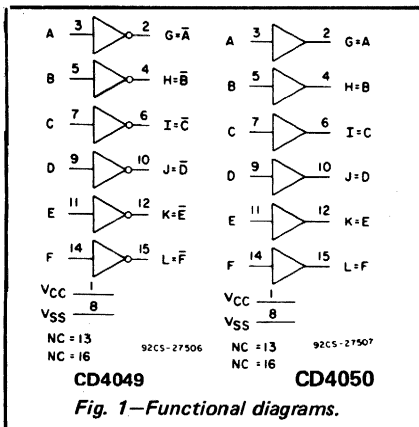 A 3 2 G=A̅
B 5 4 H=B̅
C 7 6 I=C̅
D 9 10 J=D̅
E 11 12 K=E̅
F 14 15 L=F̅
VCC 1
VSS 8
NC = 13
NC = 16
92CS-27506
CD4049
A 3 2 G=A
B 5 4 H=B
C 7 6 I=C
D 9 10 J=D
E 11 12 K=E
F 14 15 L=F
VCC 1
VSS 8
NC = 13
NC = 16
92CS-27507
CD4050
Fig. 1—Functional diagrams.